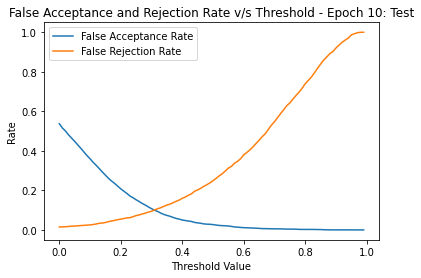 False Acceptance and Rejection Rate v/s Threshold - Epoch 10: Test
1.0
0.8
0.6
0.4
0.2
0.0
Rate
False Acceptance Rate
False Rejection Rate
0.0 0.2 0.4 0.6 0.8 1.0
Threshold Value